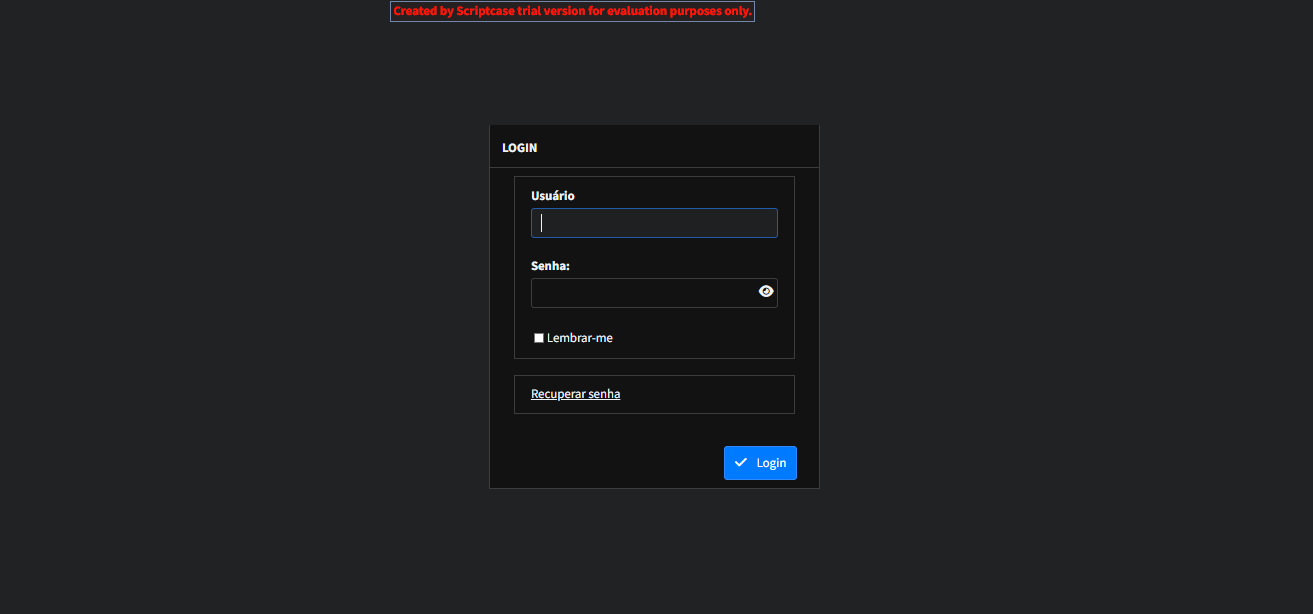 Created by Scriptcase trial version for evaluation purposes only.
LOGIN
Usuário
Senha:
Lembrar-me
Recuperar senha
Login